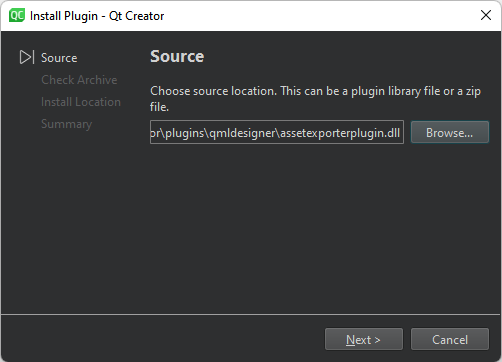 QC Install Plugin - Qt Creator
Source
Check Archive
Install Location
Summary
Source
Choose source location. This can be a plugin library file or a zip
file.
or\plugins\qmldesigner\assetexporterplugin.dll
Browse...
Next >
Cancel